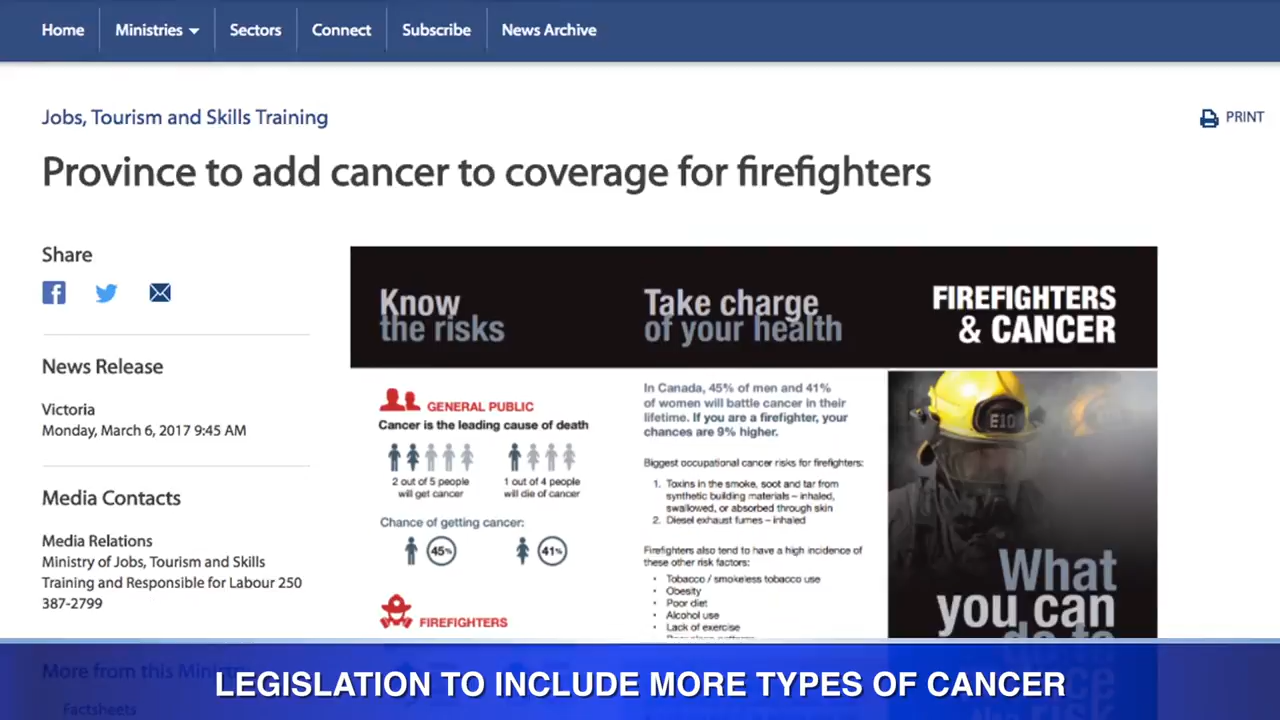 Home
Ministries
Sectors
Connect
Subscribe
News Archive
Jobs, Tourism and Skills Training
PRINT
Province to add cancer to coverage for firefighters
Share
News Release
Victoria
Monday, March 6, 2017 9:45 AM
Media Contacts
Media Relations
Ministry of Jobs, Tourism and Skills
Training and Responsible for Labour 250
387-2799
More from this Ministry
Factsheets
Know
the risks
GENERAL PUBLIC
Cancer is the leading cause of death
2 out of 5 people
will get cancer
1 out of 4 people
will die of cancer
Chance of getting cancer:
45%
41%
FIREFIGHTERS
Take charge
of your health
In Canada, 45% of men and 41%
of women will battle cancer in their
lifetime. If you are a firefighter, your
chances are 9% higher.
Biggest occupational cancer risks for firefighters:
1. Toxins in the smoke, soot and tar from
synthetic building materials – inhaled,
swallowed, or absorbed through skin
2. Diesel exhaust fumes – inhaled
Firefighters also tend to have a high incidence of
these other risk factors:
• Tobacco / smokeless tobacco use
• Obesity
• Poor diet
• Alcohol use
• Lack of exercise
FIREFIGHTERS
& CANCER
E10
What
you can
do to
LEGISLATION TO INCLUDE MORE TYPES OF CANCER